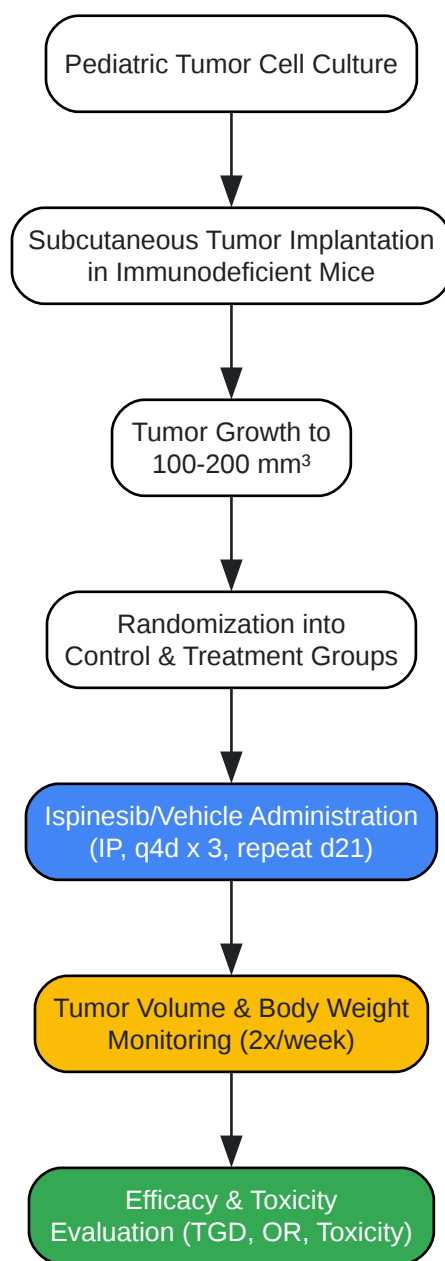 Pediatric Tumor Cell Culture
Subcutaneous Tumor Implantation
in Immunodeficient Mice
Tumor Growth to
100-200 mm³
Randomization into
Control & Treatment Groups
Ispinesib/Vehicle Administration
(IP, q4d x 3, repeat d21)
Tumor Volume & Body Weight
Monitoring (2x/week)
Efficacy & Toxicity
Evaluation (TGD, OR, Toxicity)